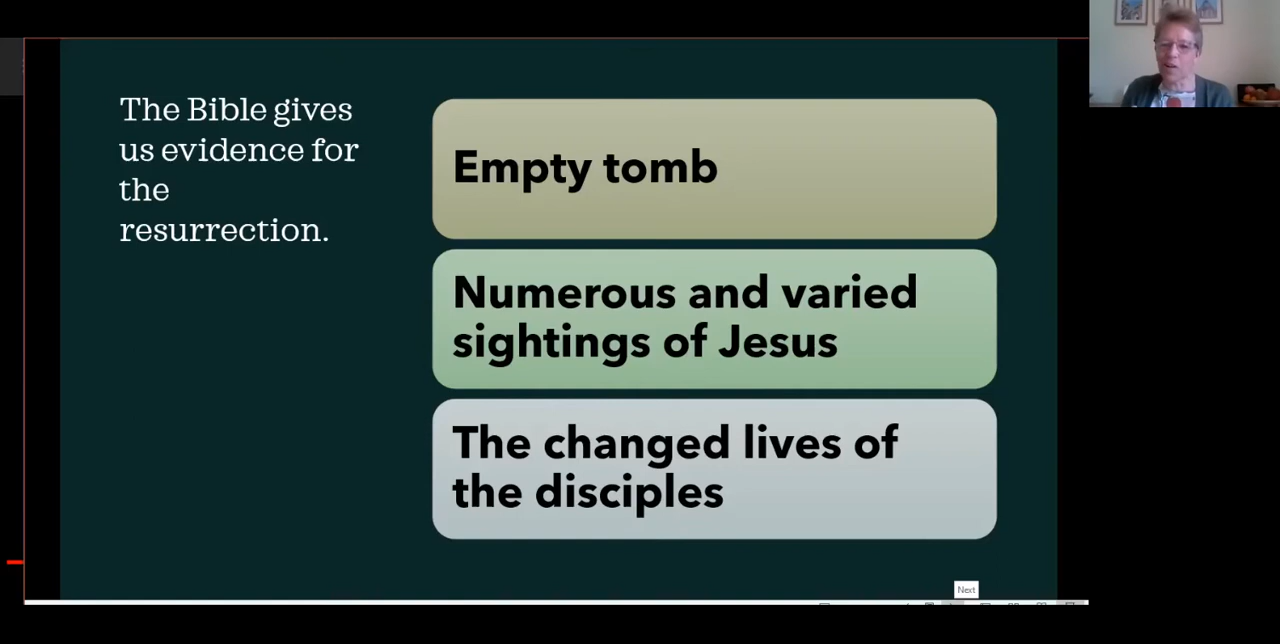 The Bible gives
us evidence for
the
resurrection.
Empty tomb
Numerous and varied
sightings of Jesus
The changed lives of
the disciples
Next